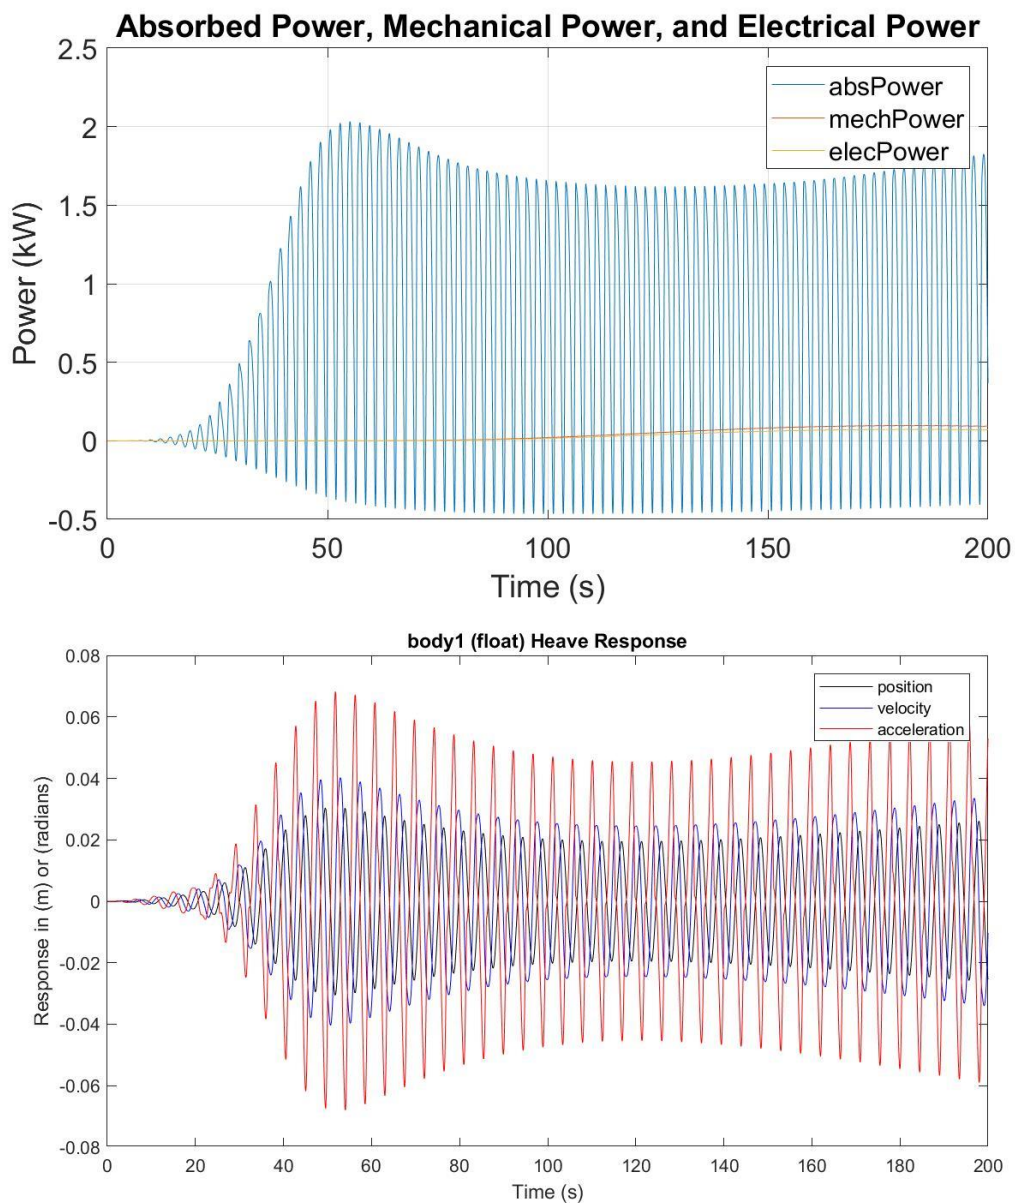 Absorbed Power, Mechanical Power, and Electrical Power
2.5
2
1.5
1
0.5
0
-0.5
Power (kW)
absPower
mechPower
elecPower
0 50 100 150 200
Time (s)
body1 (float) Heave Response
0.08
0.06
0.04
0.02
0
-0.02
-0.04
-0.06
-0.08
Response in (m) or (radians)
position
velocity
acceleration
0 20 40 60 80 100 120 140 160 180 200
Time (s)